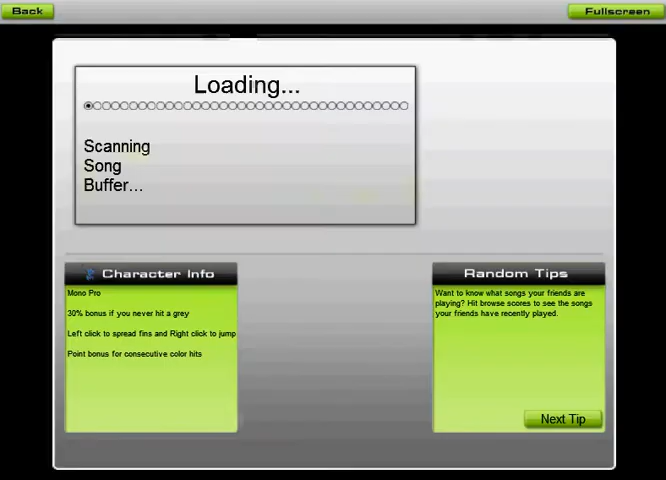 Back
Fullscreen
Loading...
Scanning
Song
Buffer...
Character Info
Mono Pro
30% bonus if you never hit a grey
Left click to spread fins and Right click to jump
Point bonus for consecutive color hits
Random Tips
Want to know what songs your friends are
playing? Hit browse scores to see the songs
your friends have recently played.
Next Tip